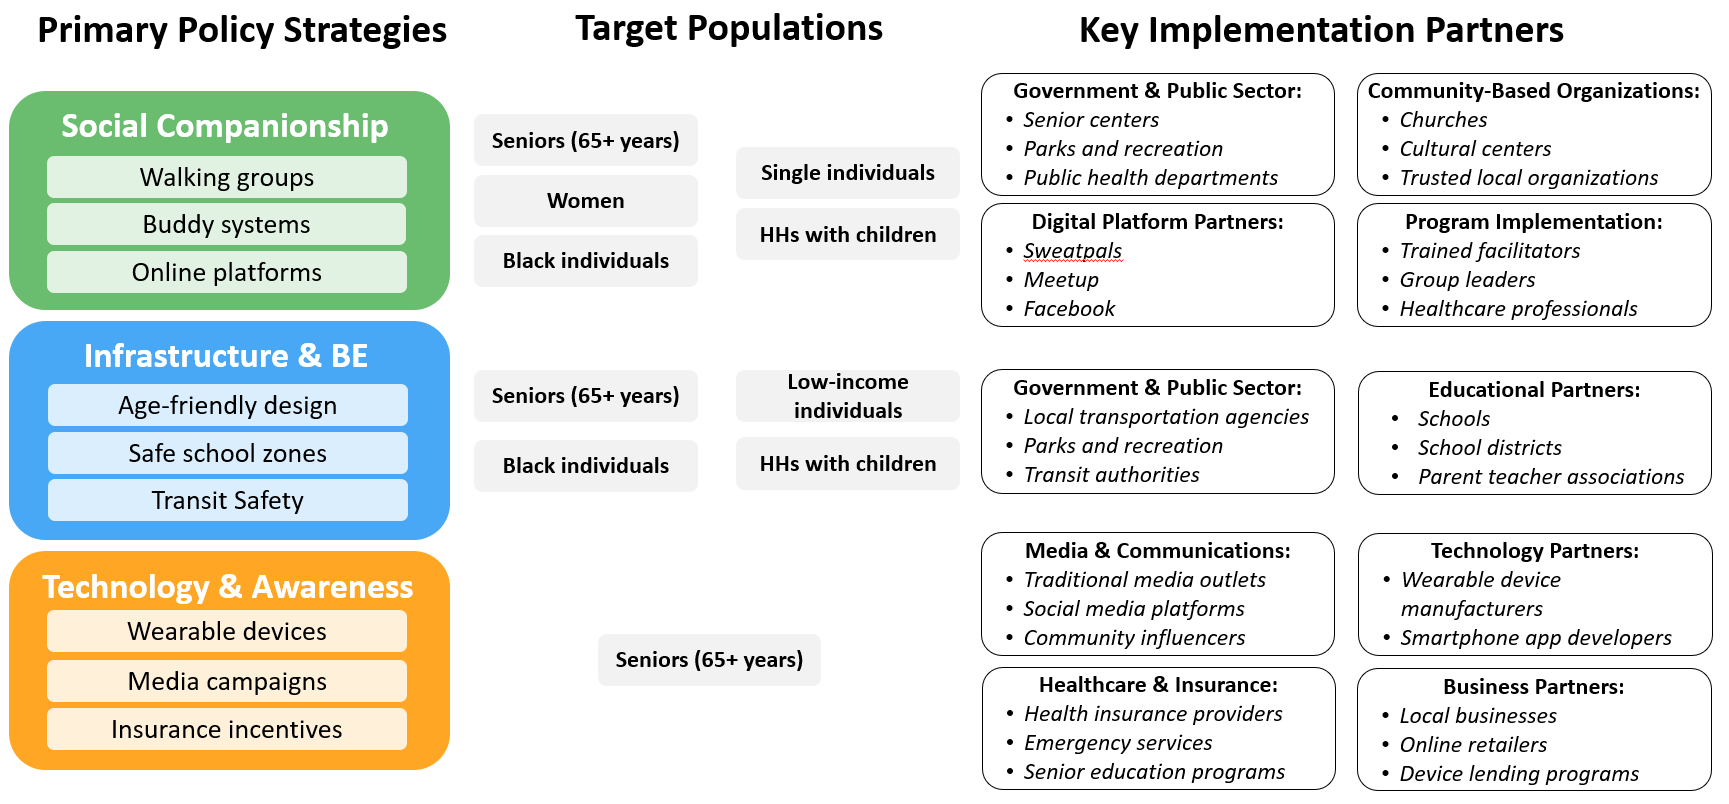 Primary Policy Strategies
Target Populations
Key Implementation Partners
Social Companionship
Walking groups
Buddy systems
Online platforms
Seniors (65+ years)
Women
Black individuals
Single individuals
HHs with children
Government & Public Sector:
• Senior centers
• Parks and recreation
• Public health departments
Community-Based Organizations:
• Churches
• Cultural centers
• Trusted local organizations
Digital Platform Partners:
• Sweatpals
• Meetup
• Facebook
Program Implementation:
• Trained facilitators
• Group leaders
• Healthcare professionals
Infrastructure & BE
Age-friendly design
Safe school zones
Transit Safety
Seniors (65+ years)
Black individuals
Low-income
individuals
HHs with children
Government & Public Sector:
• Local transportation agencies
• Parks and recreation
• Transit authorities
Educational Partners:
• Schools
• School districts
• Parent teacher associations
Technology & Awareness
Wearable devices
Media campaigns
Insurance incentives
Seniors (65+ years)
Media & Communications:
• Traditional media outlets
• Social media platforms
• Community influencers
Technology Partners:
• Wearable device
manufacturers
• Smartphone app developers
Healthcare & Insurance:
• Health insurance providers
• Emergency services
• Senior education programs
Business Partners:
• Local businesses
• Online retailers
• Device lending programs